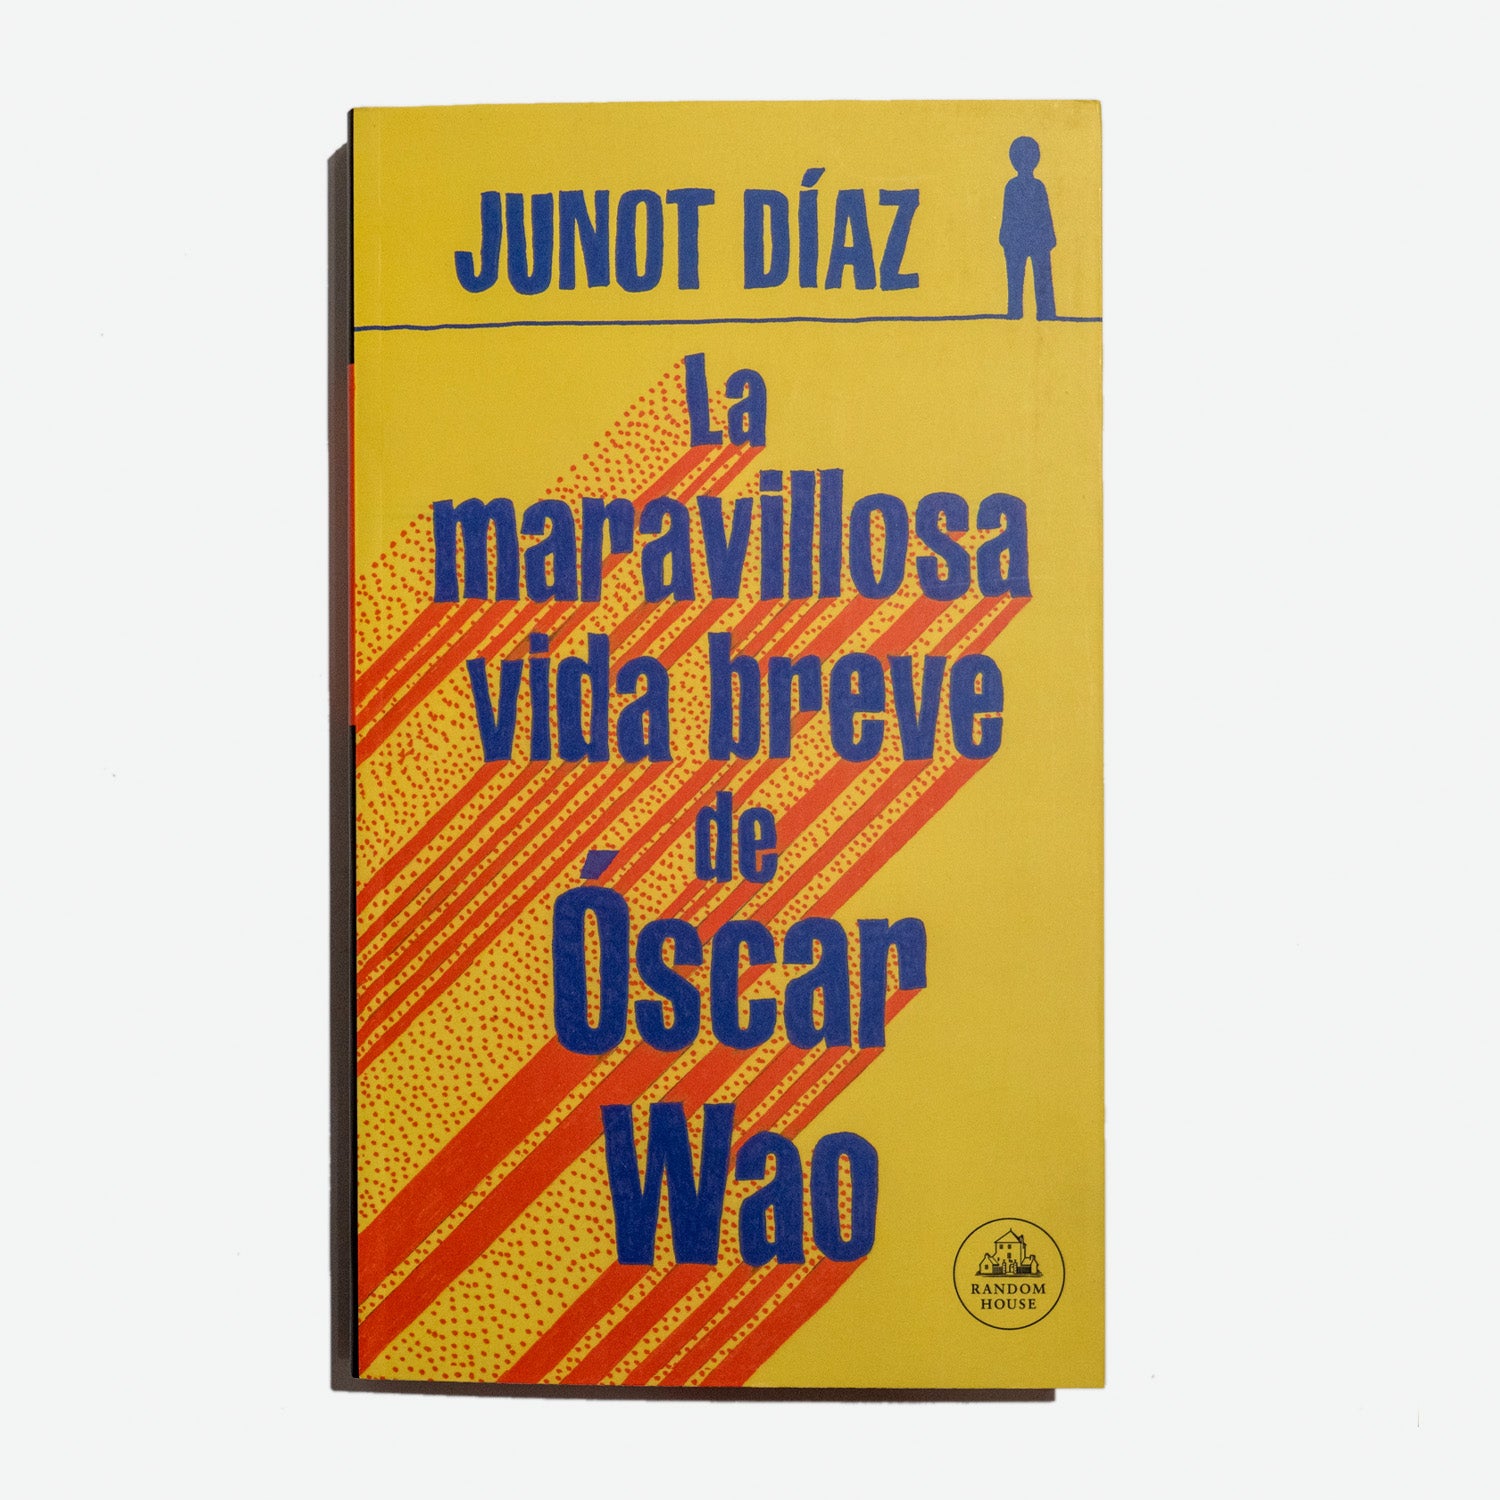 JUNOT DÍAZ
La
maravillosa
vida breve
de
Óscar
Wao
RANDOM
HOUSE